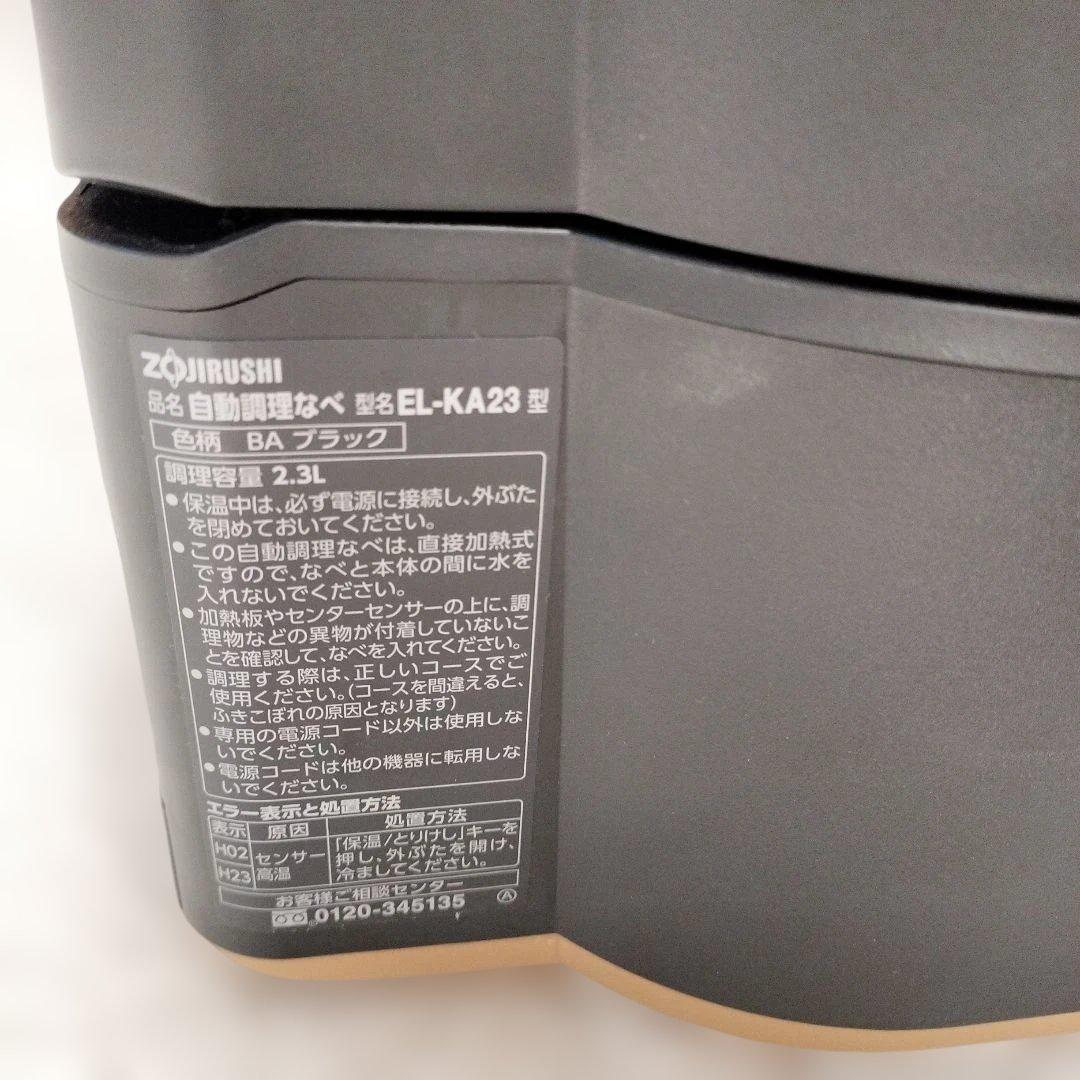 ZOJIRUSHI
品名 自動調理なべ 型名 EL-KA23 型
色柄 BA ブラック
調理容量 2.3L
●保温中は、必ず電源に接続し、外ぶた
を閉めておいてください。
●この自動調理なべは、直接加熱式
ですので、なべと本体の間に水を
入れないでください。
●加熱板やセンターセンサーの上に、調
理物などの異物が付着していないこ
とを確認して、なべを入れてください。
●調理する際は、正しいコースでご
使用ください。(コースを間違えると、
ふきこぼれの原因となります)
●専用の電源コード以外は使用しな
いでください。
●電源コードは他の機器に転用しな
いでください。
エラー表示と処置方法
表示 原因 処置方法
H02 センサー 「保温/とりけし」キーを
押し、外ぶたを開け、
H23 高温 冷ましてください。
お客様ご相談センター
0120-345135 Ⓐ